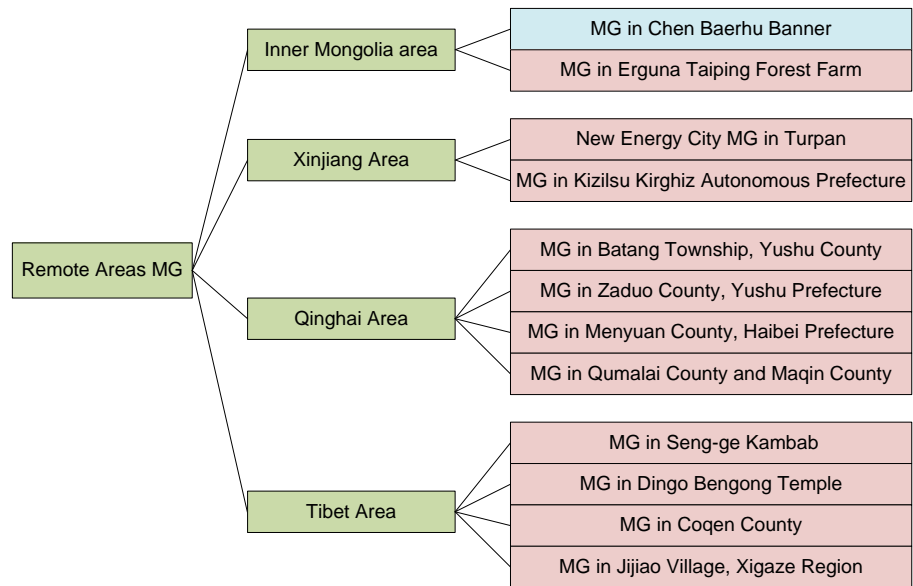 Remote Areas MG
Inner Mongolia area
MG in Chen Baerhu Banner
MG in Erguna Taiping Forest Farm
Xinjiang Area
New Energy City MG in Turpan
MG in Kizilsu Kirghiz Autonomous Prefecture
Qinghai Area
MG in Batang Township, Yushu County
MG in Zaduo County, Yushu Prefecture
MG in Menyuan County, Haibei Prefecture
MG in Qumalai County and Maqin County
Tibet Area
MG in Seng-ge Kambab
MG in Dingo Bengong Temple
MG in Coqen County
MG in Jijiao Village, Xigaze Region